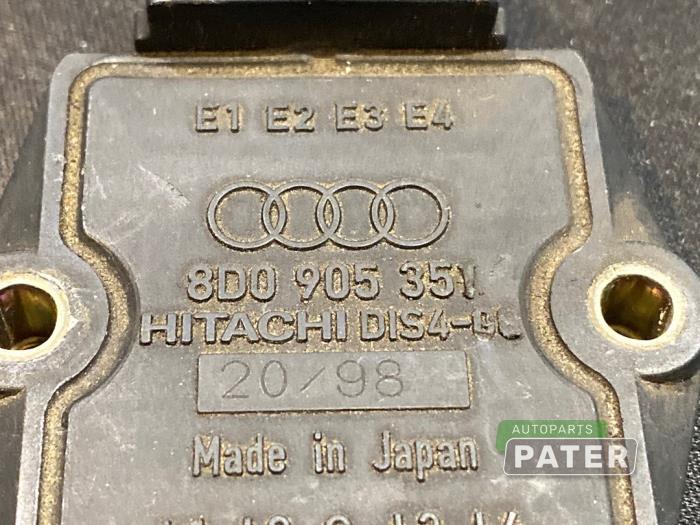 E1 E2 E3 E4
8D0 905 351
HITACHI
20/98
Made in Japan
AUTOPARTS
PATER